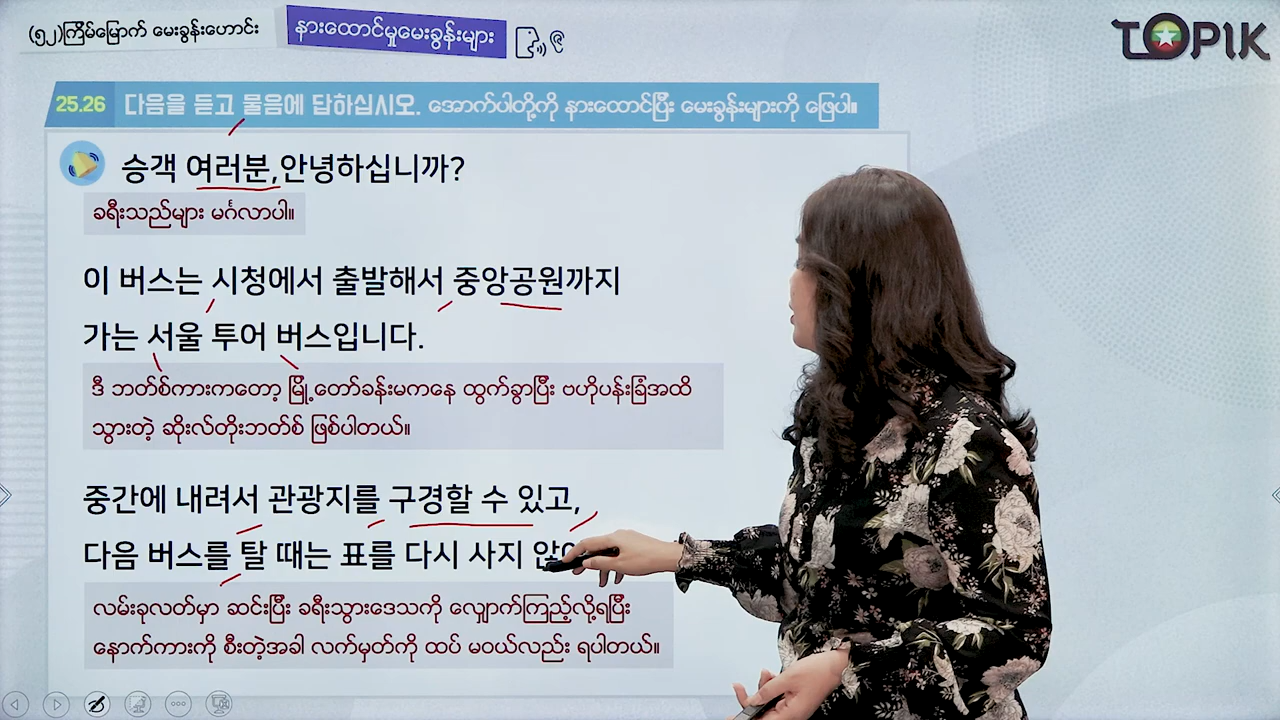 (၅၂)ကြိမ်မြောက် မေးခွန်းဟောင်း
နားထောင်မှုမေးခွန်းများ
TOPIK
25.26 다음을 듣고 물음에 답하십시오. အောက်ပါတို့ကို နားထောင်ပြီး မေးခွန်းများကို ဖြေပါ။
승객 여러분,안녕하십니까?
ခရီးသည်များ မင်္ဂလာပါ။
이 버스는 시청에서 출발해서 중앙공원까지
가는 서울 투어 버스입니다.
ဒီ ဘတ်စ်ကားကတော့ မြို့တော်ခန်းမကနေ ထွက်ခွာပြီး ဗဟိုပန်းခြံအထိ
သွားတဲ့ ဆိုးလ်တိုးဘတ်စ် ဖြစ်ပါတယ်။
중간에 내려서 관광지를 구경할 수 있고,
다음 버스를 탈 때는 표를 다시 사지
လမ်းခုလတ်မှာ ဆင်းပြီး ခရီးသွားဒေသကို လျှောက်ကြည့်လို့ရပြီး
နောက်ကားကို စီးတဲ့အခါ လက်မှတ်ကို ထပ် မဝယ်လည်း ရပါတယ်။